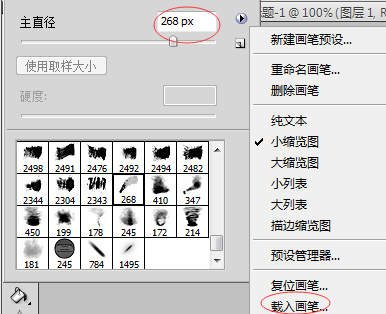 主直径
268 px
使用取样大小
硬度:
2498 2491 2476 2492 2494 2482
2344 2304 2343 268 410 347
450 199 178 245 172 214
181 245 784 1495
题-1 @ 100% (图层 1, R
新建画笔预设...
重命名画笔...
删除画笔
纯文本
小缩览图
大缩览图
小列表
大列表
描边缩览图
预设管理器...
复位画笔...
载入画笔...